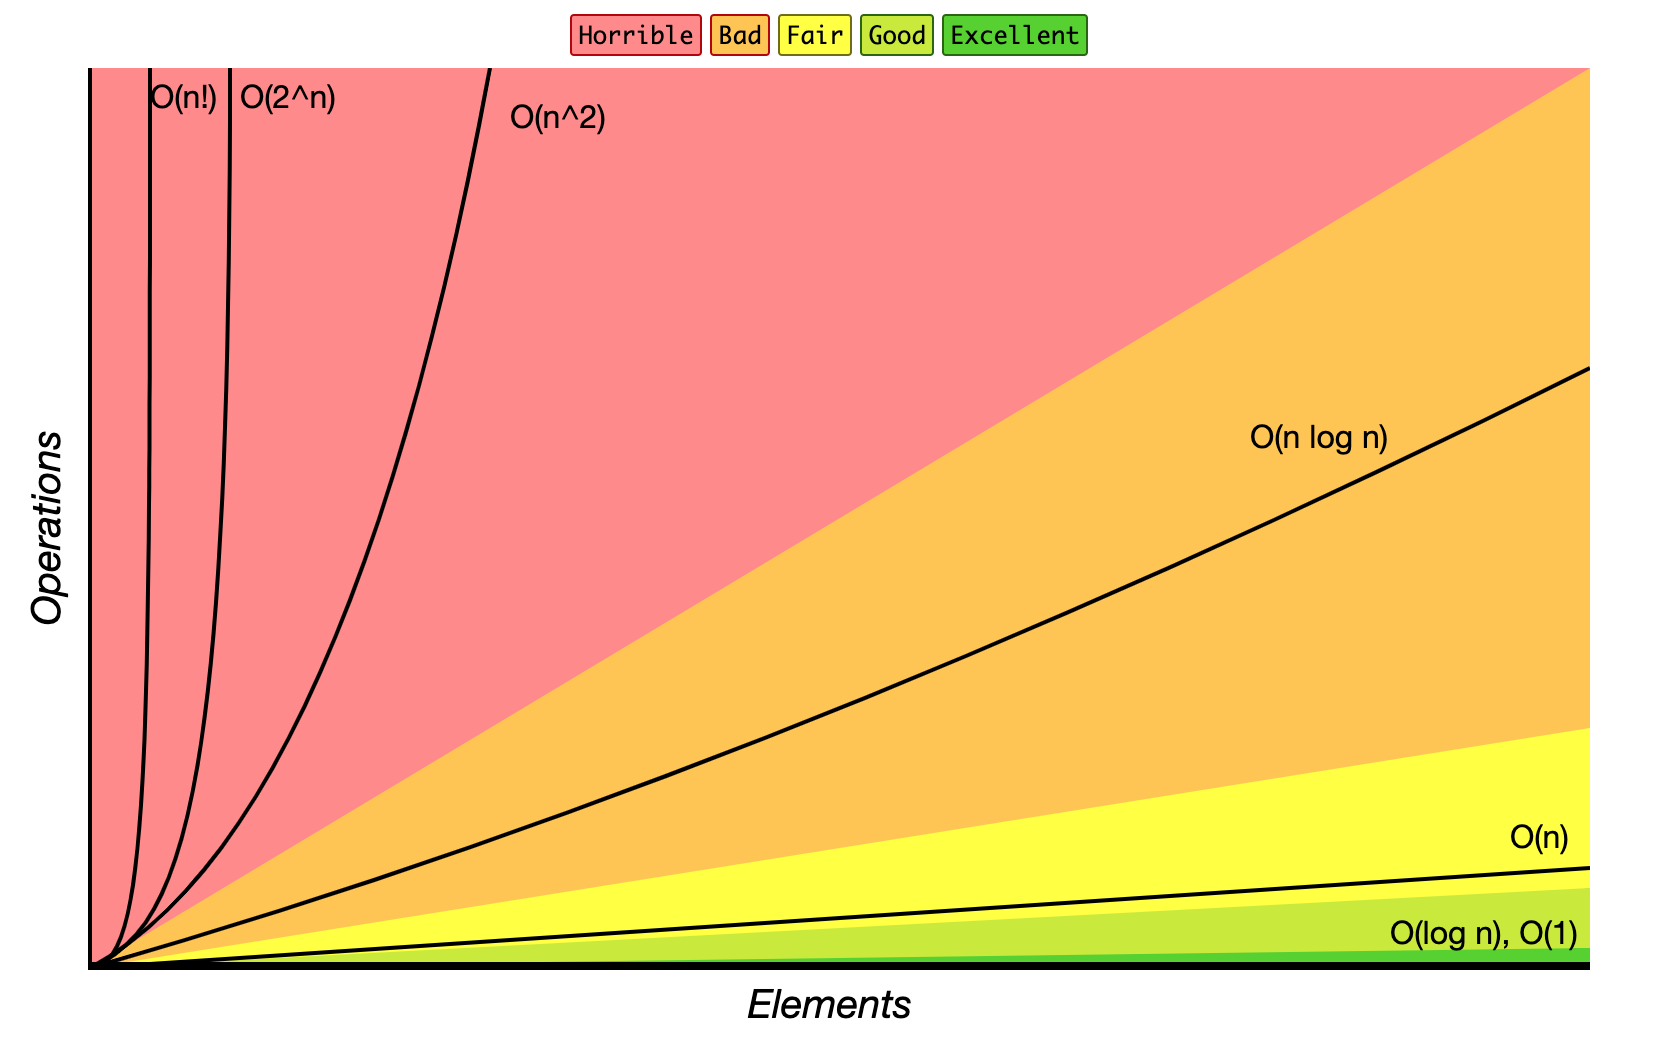 Horrible Bad Fair Good Excellent
O(n!) O(2^n)
O(n^2)
O(n log n)
Operations
O(n)
O(log n), O(1)
Elements